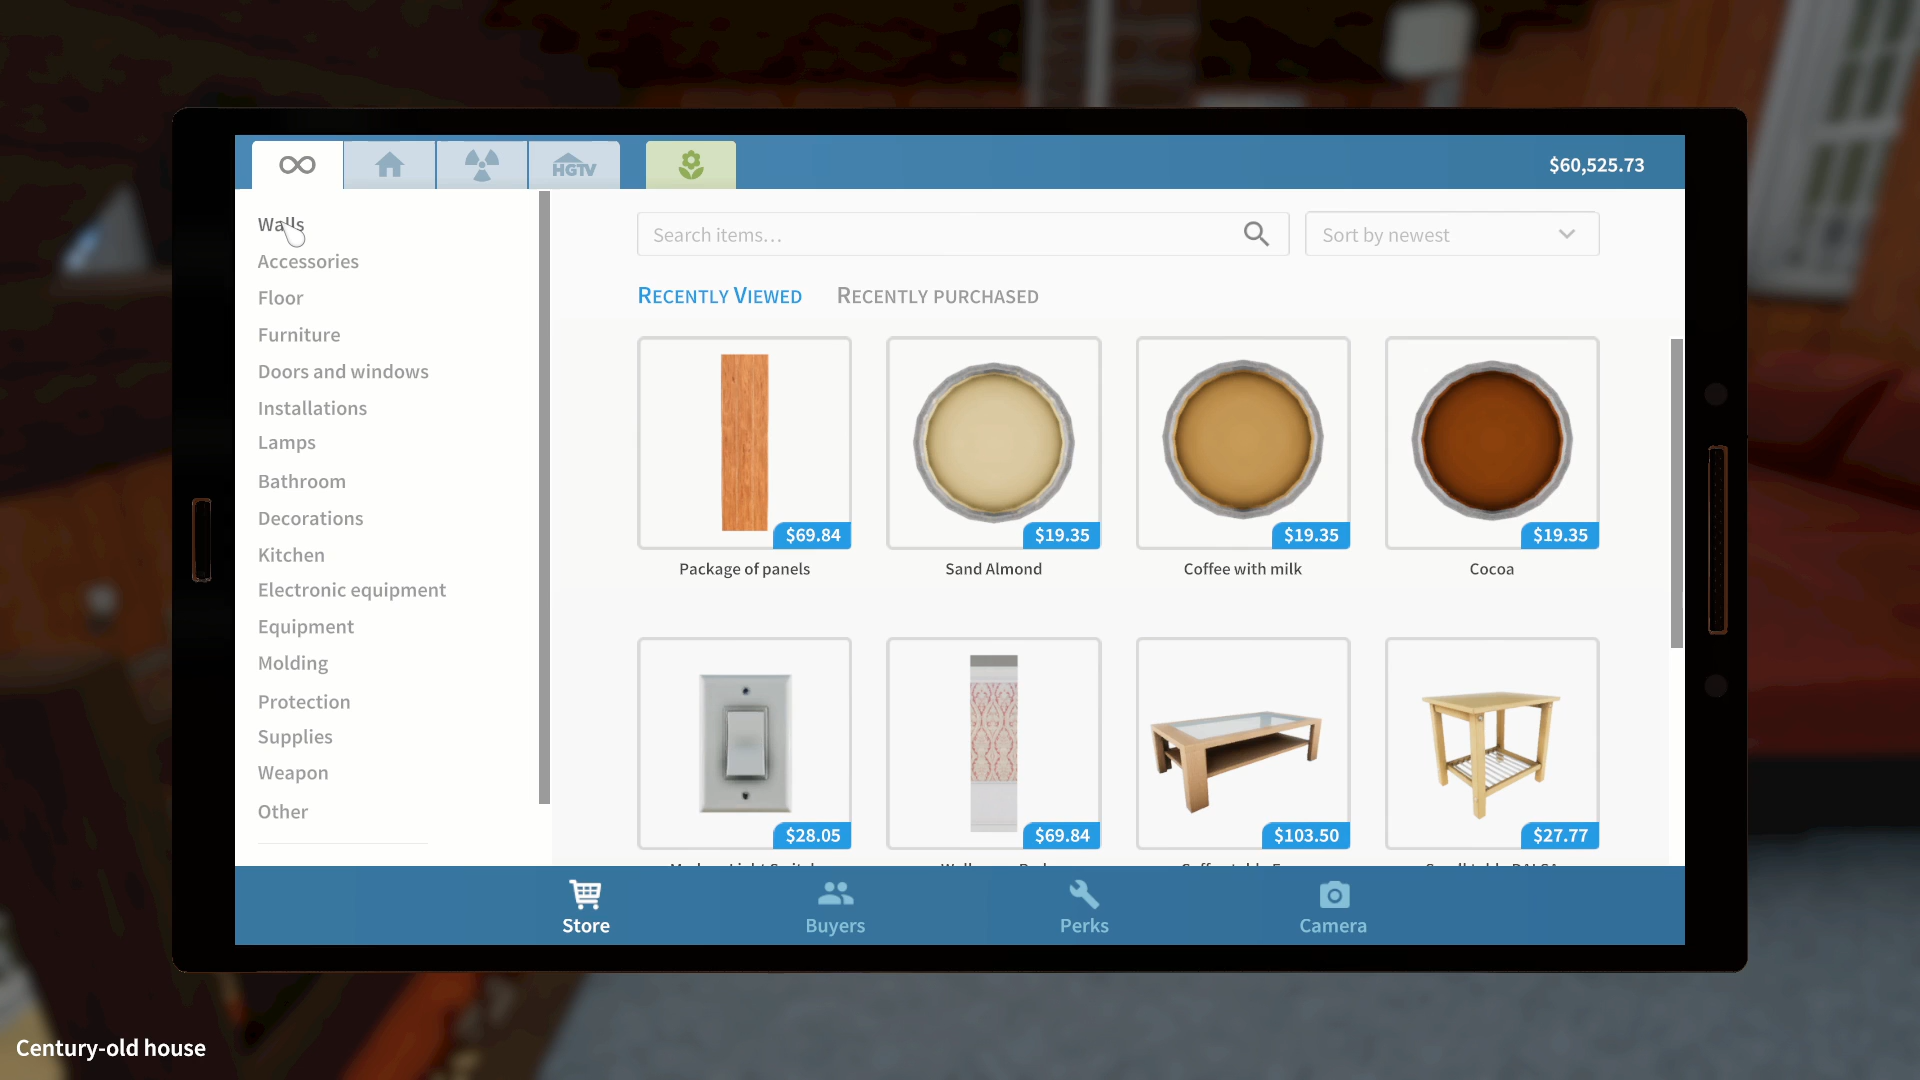 HGTV
$60,525.73
Walls
Accessories
Floor
Furniture
Doors and windows
Installations
Lamps
Bathroom
Decorations
Kitchen
Electronic equipment
Equipment
Molding
Protection
Supplies
Weapon
Other
Search items...
Sort by newest
RECENTLY VIEWED
RECENTLY PURCHASED
$69.84
Package of panels
$19.35
Sand Almond
$19.35
Coffee with milk
$19.35
Cocoa
$28.05
$69.84
$103.50
$27.77
Store
Buyers
Perks
Camera
Century-old house